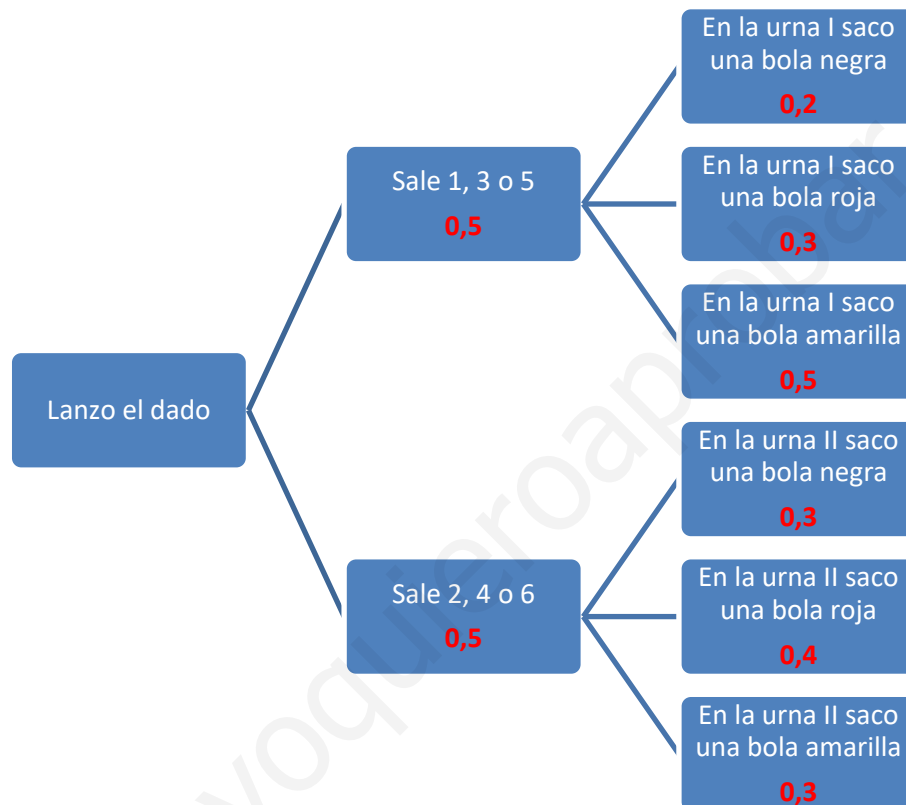 En la urna I saco
una bola negra
0,2
Sale 1, 3 o 5
0,5
En la urna I saco
una bola roja
0,3
En la urna I saco
una bola amarilla
0,5
Lanzo el dado
En la urna II saco
una bola negra
0,3
Sale 2, 4 o 6
0,5
En la urna II saco
una bola roja
0,4
En la urna II saco
una bola amarilla
0,3
yoquieroaprobar